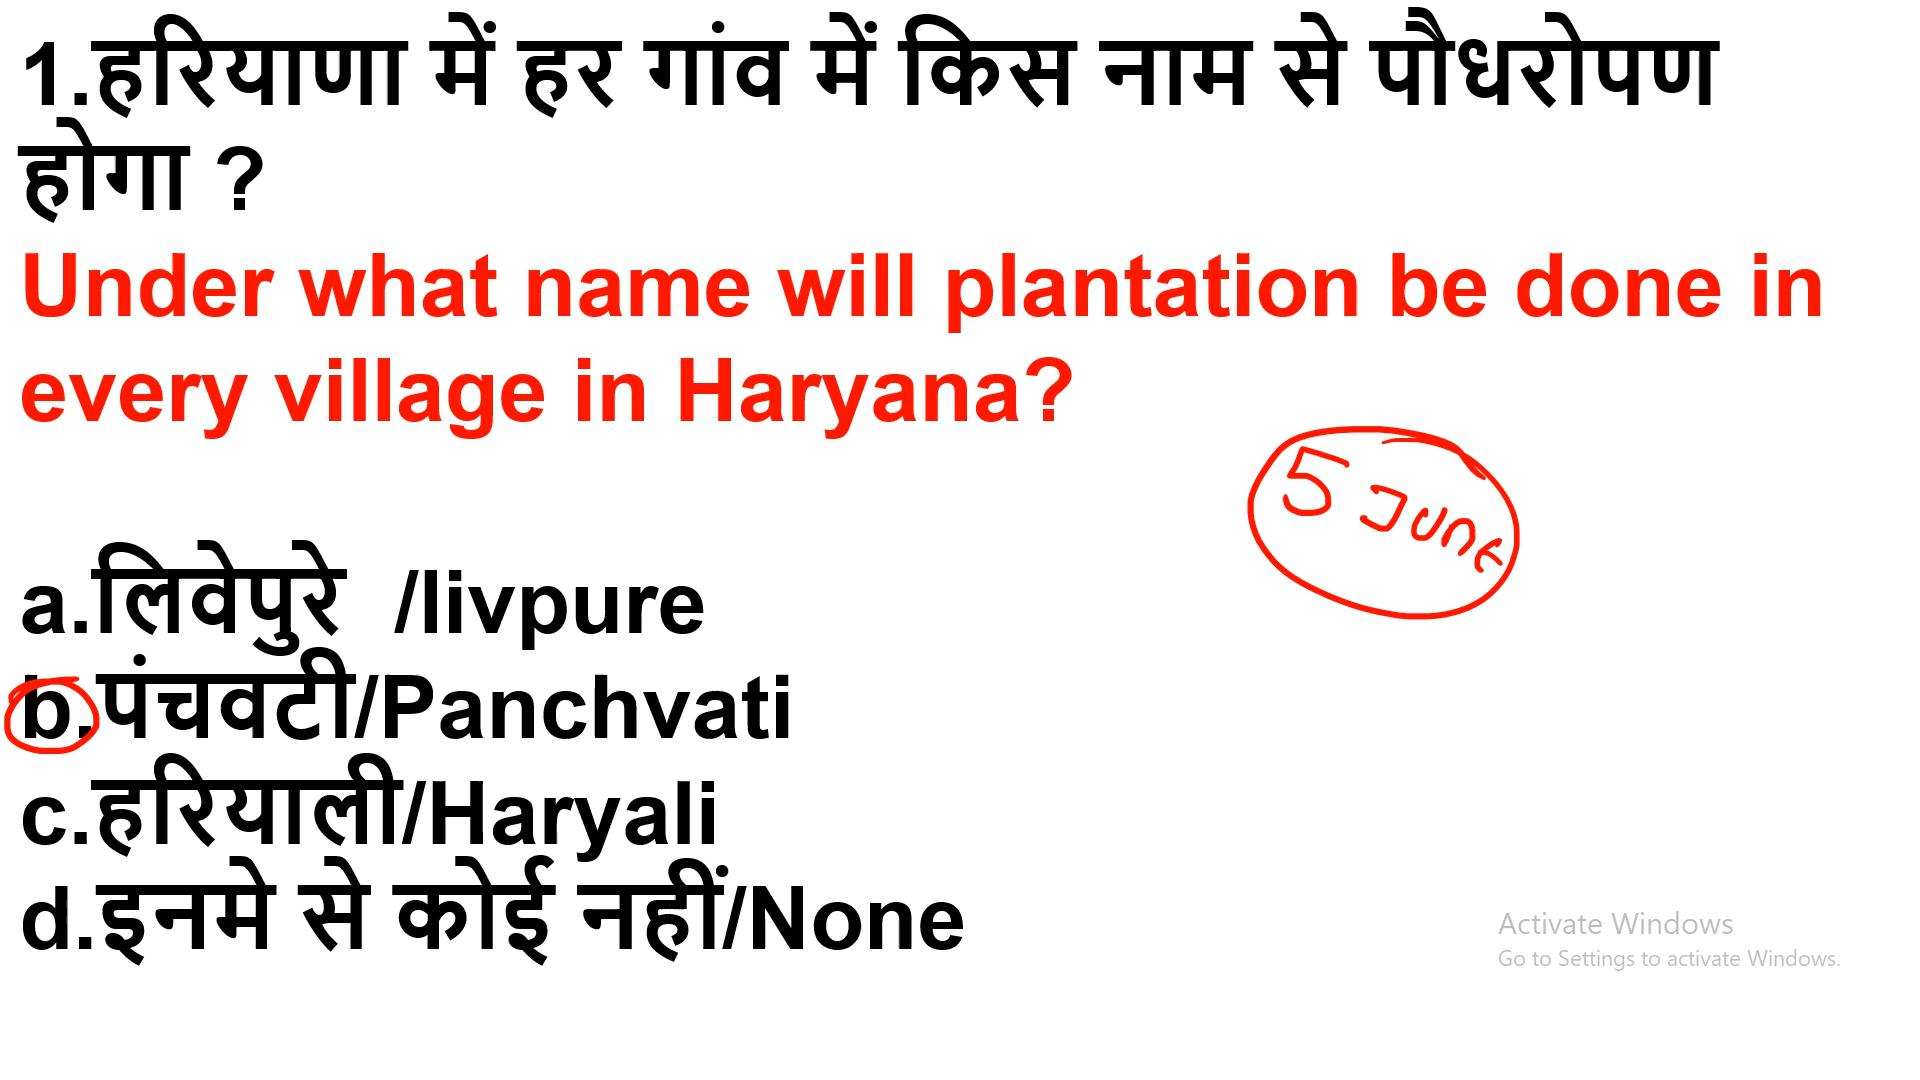 1.हरियाणा में हर गांव में किस नाम से पौधरोपण
होगा ?
Under what name will plantation be done in
every village in Haryana?
5 June
a.लिवेपुरे /livpure
b.पंचवटी/Panchvati
c.हरियाली/Haryali
d.इनमे से कोई नहीं/None
Activate Windows
Go to Settings to activate Windows.